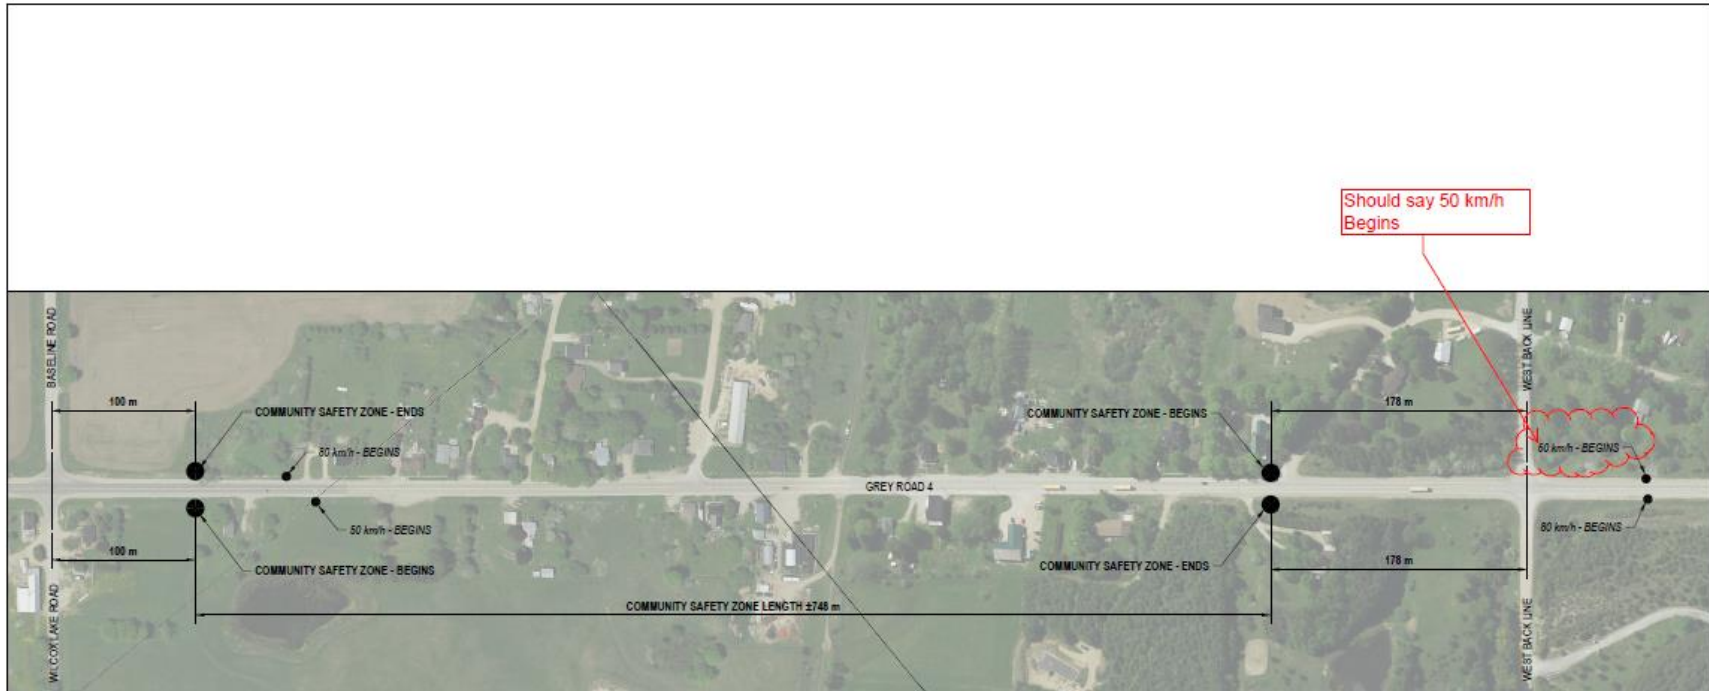 Should say 50 km/h
Begins
BASELINE ROAD
WEST BACK LINE
100 m
178 m
COMMUNITY SAFETY ZONE - ENDS
COMMUNITY SAFETY ZONE - BEGINS
80 km/h - BEGINS
60 km/h - BEGINS
GREY ROAD 4
50 km/h - BEGINS
80 km/h - BEGINS
100 m
178 m
COMMUNITY SAFETY ZONE - BEGINS
COMMUNITY SAFETY ZONE - ENDS
COMMUNITY SAFETY ZONE LENGTH ±748 m
WILCOX LAKE ROAD
WEST BACK LINE